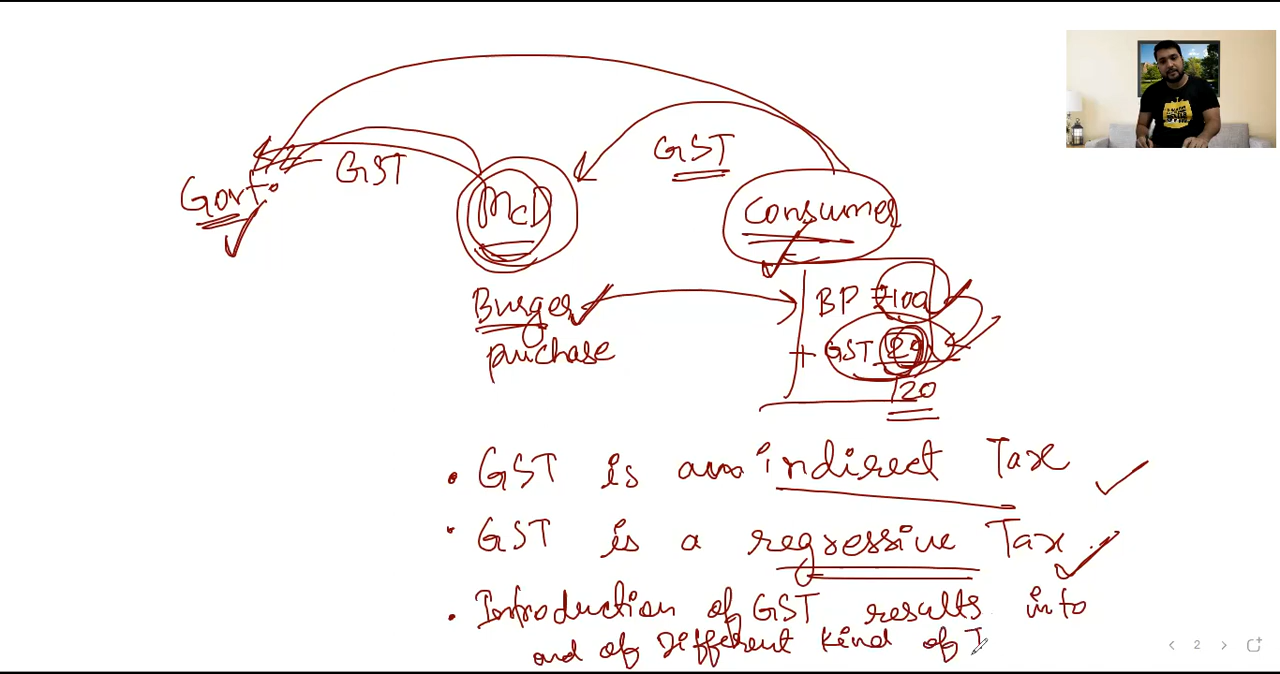 GST
GST
Govt.
McD
Consumer
Burger
purchase
BP ₹100
+ GST 20
120
• GST is an indirect Tax
• GST is a regressive Tax.
• Introduction of GST results into
end of Different kind of T
2